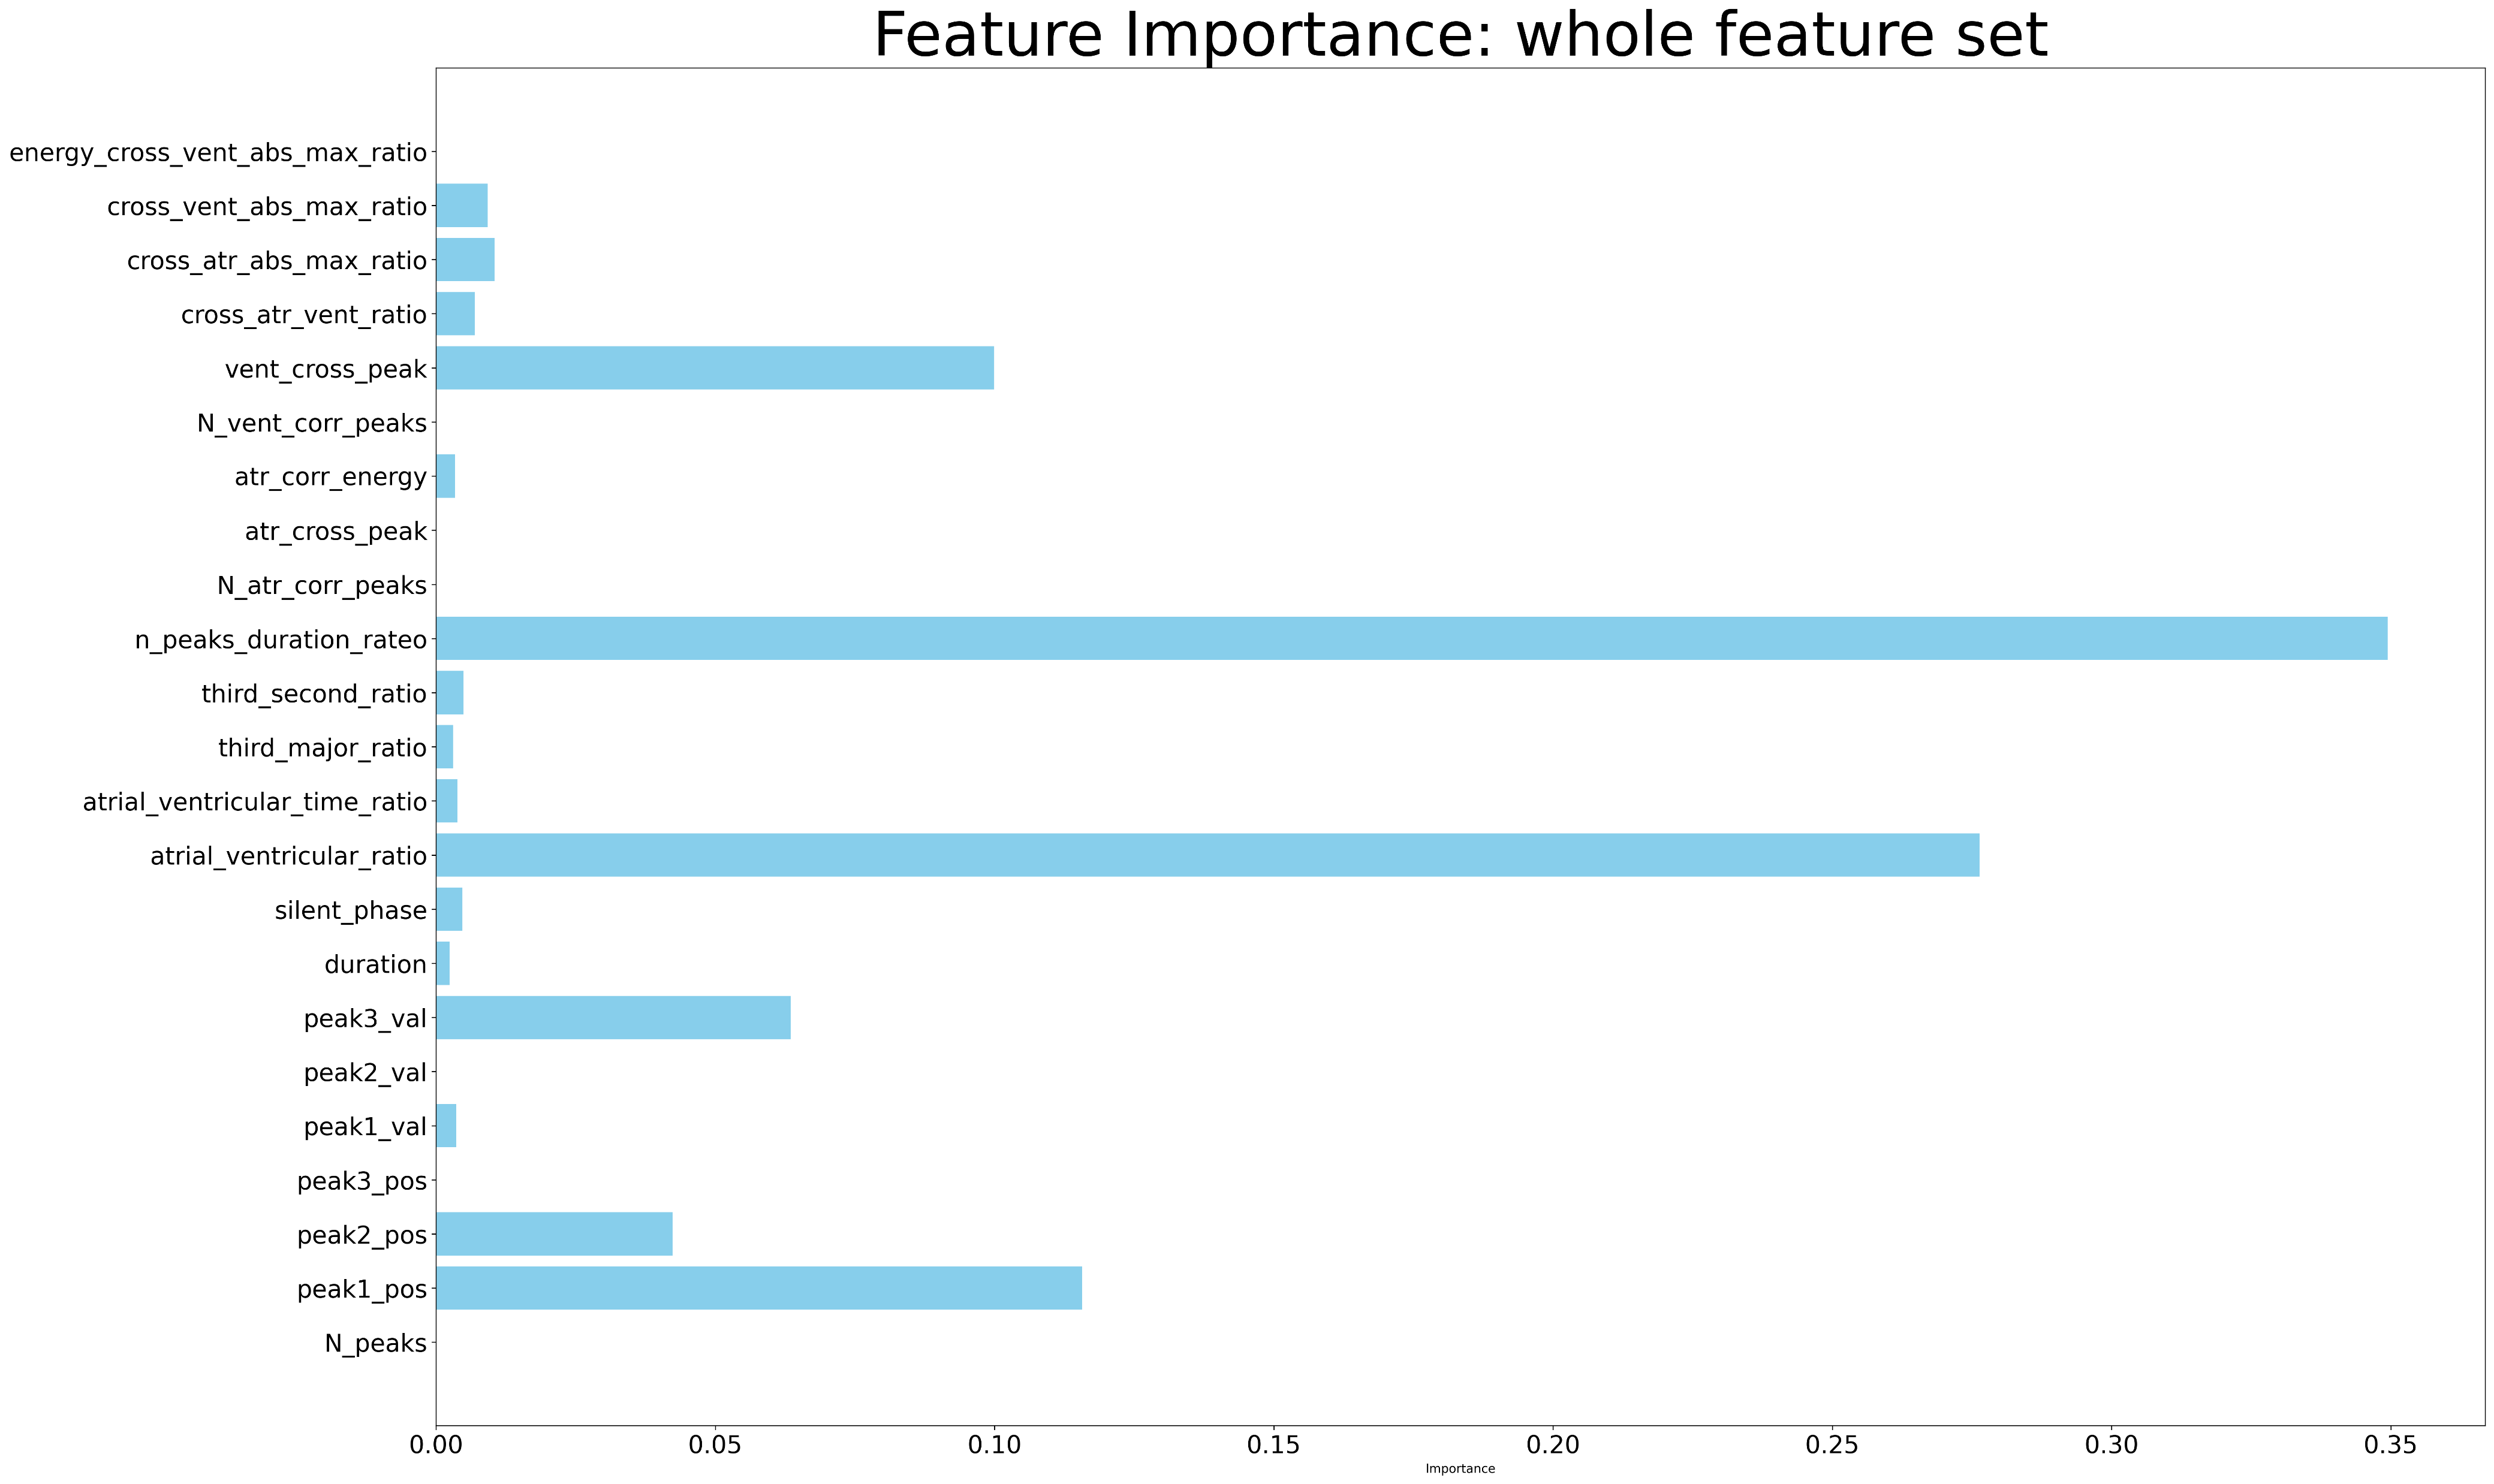 Feature Importance: whole feature set
energy_cross_vent_abs_max_ratio
cross_vent_abs_max_ratio
cross_atr_abs_max_ratio
cross_atr_vent_ratio
vent_cross_peak
N_vent_corr_peaks
atr_corr_energy
atr_cross_peak
N_atr_corr_peaks
n_peaks_duration_rateo
third_second_ratio
third_major_ratio
atrial_ventricular_time_ratio
atrial_ventricular_ratio
silent_phase
duration
peak3_val
peak2_val
peak1_val
peak3_pos
peak2_pos
peak1_pos
N_peaks
0.00 0.05 0.10 0.15 0.20 0.25 0.30 0.35
Importance